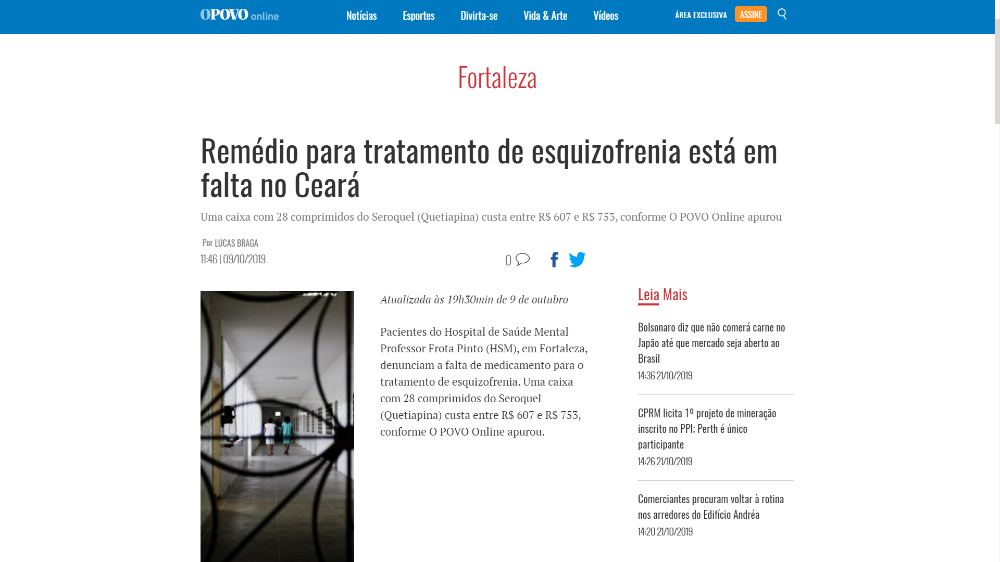 OPOVO online
Notícias
Esportes
Divirta-se
Vida & Arte
Vídeos
ÁREA EXCLUSIVA
ASSINE
Fortaleza
Remédio para tratamento de esquizofrenia está em
falta no Ceará
Uma caixa com 28 comprimidos do Seroquel (Quetiapina) custa entre R$ 607 e R$ 753, conforme O POVO Online apurou
Por LUCAS BRAGA
11:46 | 09/10/2019
0
Atualizada às 19h30min de 9 de outubro
Pacientes do Hospital de Saúde Mental
Professor Frota Pinto (HSM), em Fortaleza,
denunciam a falta de medicamento para o
tratamento de esquizofrenia. Uma caixa
com 28 comprimidos do Seroquel
(Quetiapina) custa entre R$ 607 e R$ 753,
conforme O POVO Online apurou.
Leia Mais
Bolsonaro diz que não comerá carne no
Japão até que mercado seja aberto ao
Brasil
14:36 21/10/2019
CPRM licita 1º projeto de mineração
inscrito no PPI; Perth é único
participante
14:26 21/10/2019
Comerciantes procuram voltar à rotina
nos arredores do Edifício Andréa
14:20 21/10/2019